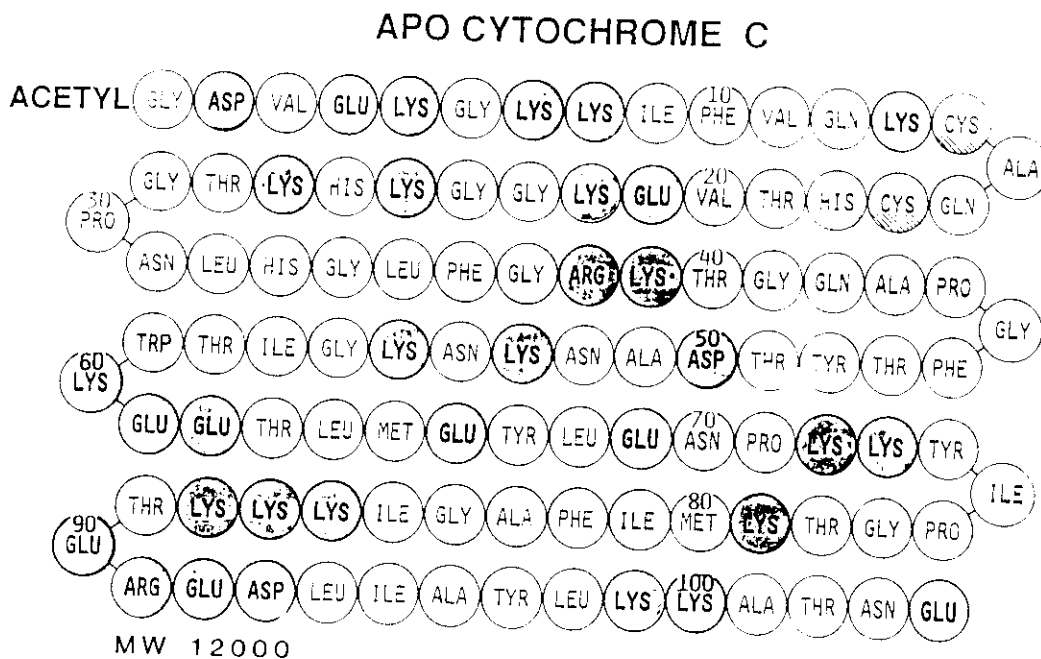 APO CYTOCHROME C
10
ACETYL GLY ASP VAL GLU LYS GLY LYS LYS ILE PHE VAL GLN LYS CYS
ALA
20
GLY THR LYS HIS LYS GLY GLY LYS GLU VAL THR HIS CYS GLN
30
PRO
40
ASN LEU HIS GLY LEU PHE GLY ARG LYS THR GLY GLN ALA PRO
GLY
50
TRP THR ILE GLY LYS ASN LYS ASN ALA ASP THR TYR THR PHE
60
LYS
70
GLU GLU THR LEU MET GLU TYR LEU GLU ASN PRO LYS LYS TYR
ILE
80
THR LYS LYS LYS ILE GLY ALA PHE ILE MET LYS THR GLY PRO
90
GLU
100
ARG GLU ASP LEU ILE ALA TYR LEU LYS LYS ALA THR ASN GLU
MW 12000